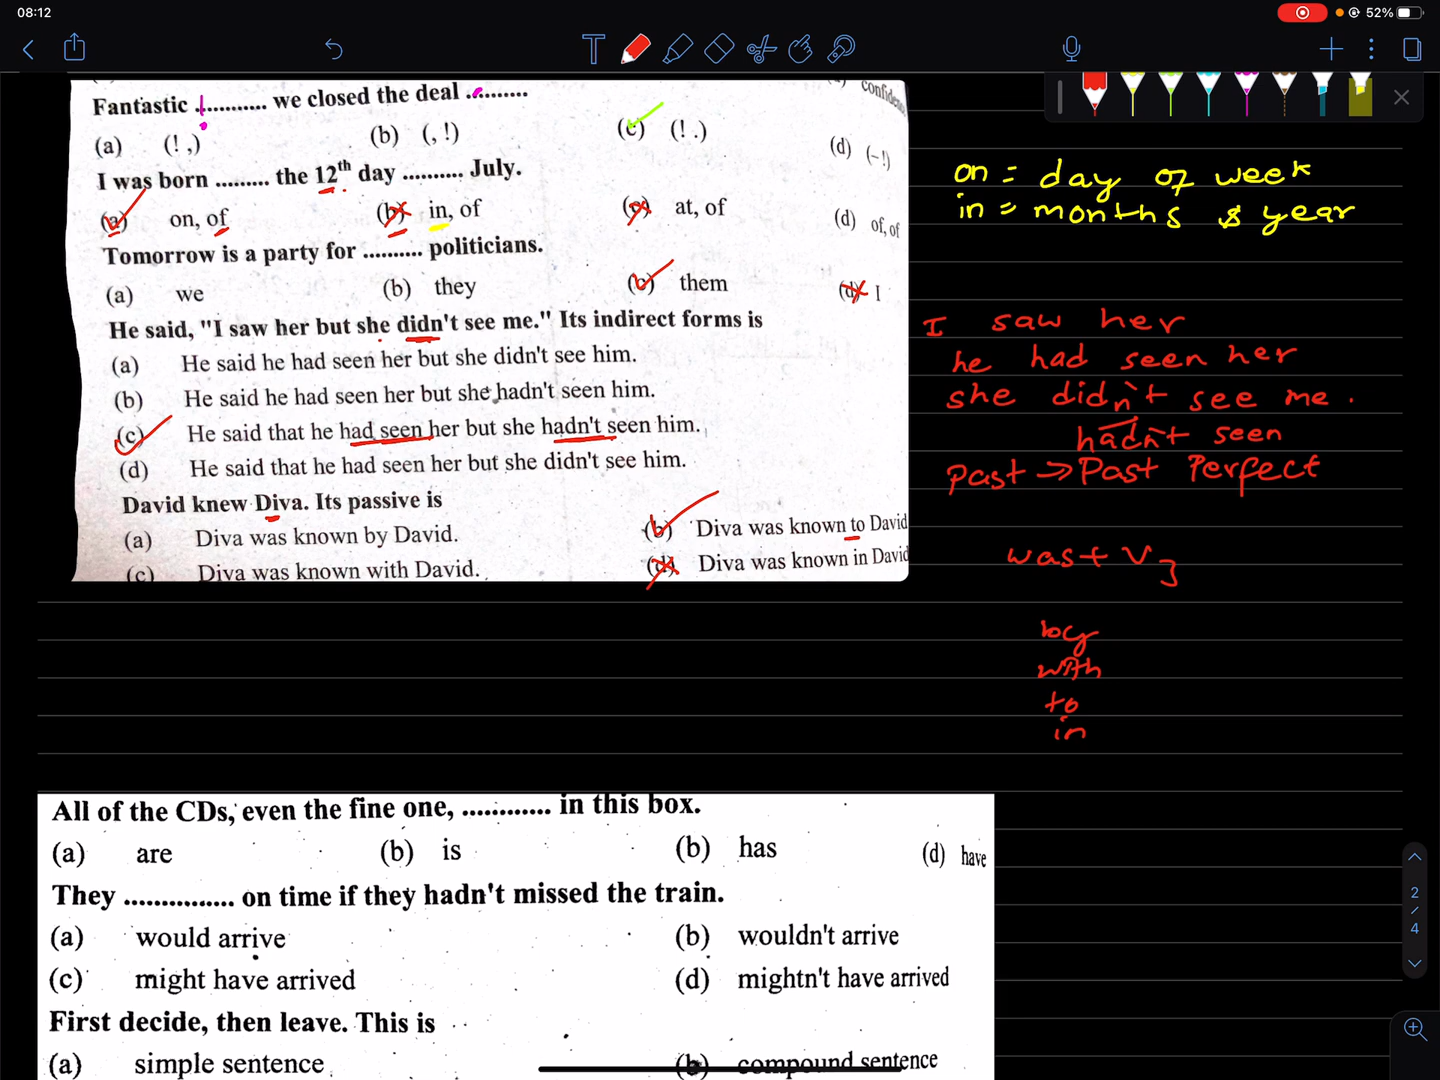 08:12
52%
Fantastic ........... we closed the deal ..........
(a) (! ,) (b) (, !) (c) (! .) (d) (–!)
I was born ......... the 12th day .......... July.
(a) on, of (b) in, of (c) at, of (d) of, of
Tomorrow is a party for .......... politicians.
(a) we (b) they (c) them (d) I
He said, "I saw her but she didn't see me." Its indirect forms is
(a) He said he had seen her but she didn't see him.
(b) He said he had seen her but she hadn't seen him.
(c) He said that he had seen her but she hadn't seen him.
(d) He said that he had seen her but she didn't see him.
David knew Diva. Its passive is
(a) Diva was known by David. (b) Diva was known to David
(c) Diva was known with David. (d) Diva was known in David
on = day of week
in = months & year
I saw her
he had seen her
she didn't see me.
hadn't seen
Past => Past Perfect
was + V3
by
with
to
in
All of the CDs, even the fine one, ............ in this box.
(a) are (b) is (b) has (d) have
They ............... on time if they hadn't missed the train.
(a) would arrive (b) wouldn't arrive
(c) might have arrived (d) mightn't have arrived
First decide, then leave. This is
(a) simple sentence (b) compound sentence
2
/
4